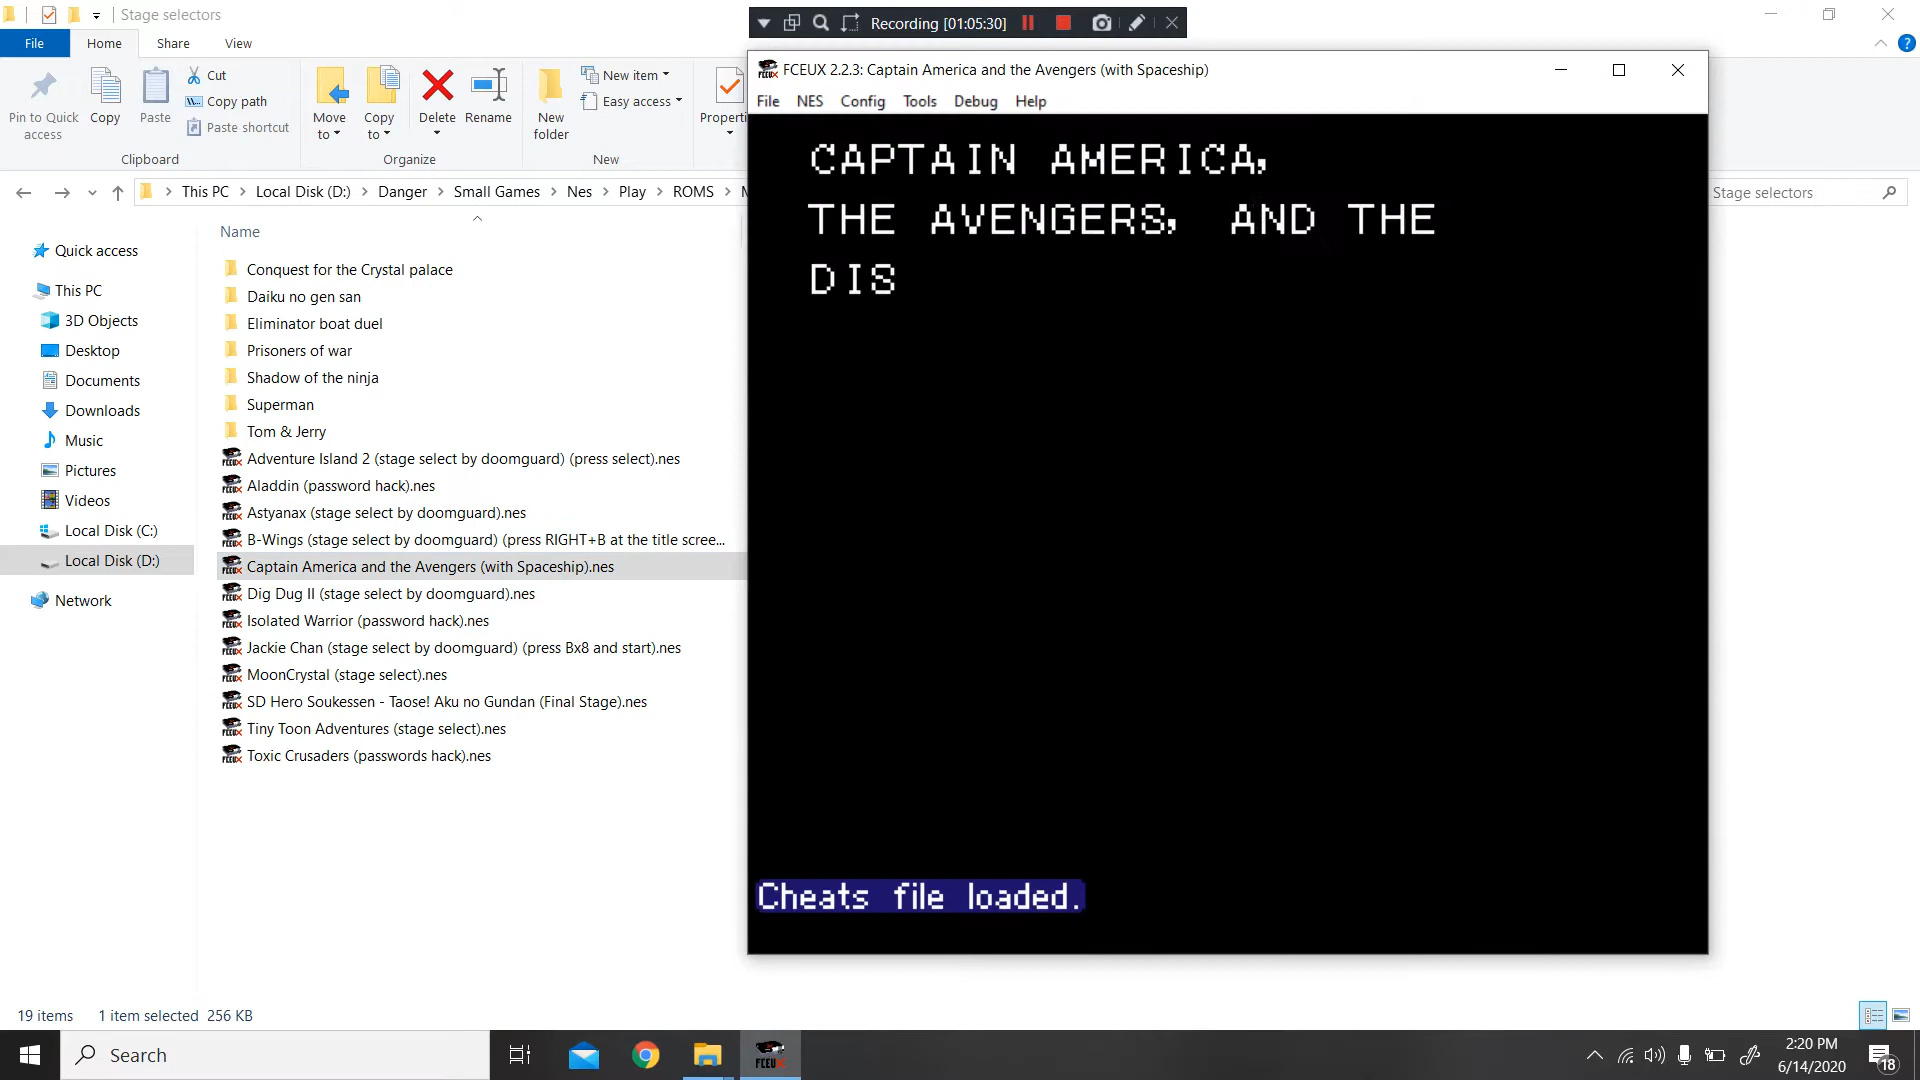 Stage selectors
Recording [01:05:30]
File
Home
Share
View
Pin to Quick access
Copy
Paste
Cut
Copy path
Paste shortcut
Clipboard
Move to
Copy to
Delete
Rename
Organize
New folder
New item
Easy access
New
Properti
This PC
Local Disk (D:)
Danger
Small Games
Nes
Play
ROMS
Stage selectors
Quick access
This PC
3D Objects
Desktop
Documents
Downloads
Music
Pictures
Videos
Local Disk (C:)
Local Disk (D:)
Network
Name
Conquest for the Crystal palace
Daiku no gen san
Eliminator boat duel
Prisoners of war
Shadow of the ninja
Superman
Tom & Jerry
Adventure Island 2 (stage select by doomguard) (press select).nes
Aladdin (password hack).nes
Astyanax (stage select by doomguard).nes
B-Wings (stage select by doomguard) (press RIGHT+B at the title scree...
Captain America and the Avengers (with Spaceship).nes
Dig Dug II (stage select by doomguard).nes
Isolated Warrior (password hack).nes
Jackie Chan (stage select by doomguard) (press Bx8 and start).nes
MoonCrystal (stage select).nes
SD Hero Soukessen - Taose! Aku no Gundan (Final Stage).nes
Tiny Toon Adventures (stage select).nes
Toxic Crusaders (passwords hack).nes
FCEUX 2.2.3: Captain America and the Avengers (with Spaceship)
File NES Config Tools Debug Help
CAPTAIN AMERICA,
THE AVENGERS, AND THE
DIS
Cheats file loaded.
19 items 1 item selected 256 KB
Search
2:20 PM
6/14/2020
18